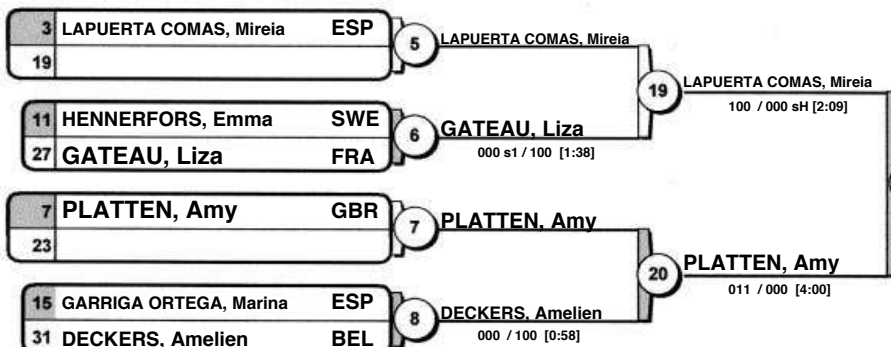 3 LAPUERTA COMAS, Mireia ESP
19
5 LAPUERTA COMAS, Mireia
11 HENNERFORS, Emma SWE
27 GATEAU, Liza FRA
6 GATEAU, Liza
000 s1 / 100 [1:38]
19 LAPUERTA COMAS, Mireia
100 / 000 sH [2:09]
7 PLATTEN, Amy GBR
23
7 PLATTEN, Amy
15 GARRIGA ORTEGA, Marina ESP
31 DECKERS, Amelien BEL
8 DECKERS, Amelien
000 / 100 [0:58]
20 PLATTEN, Amy
011 / 000 [4:00]